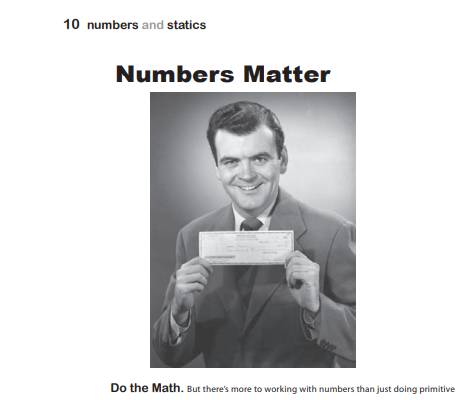 10 numbers and statics
Numbers Matter
Do the Math. But there's more to working with numbers than just doing primitive